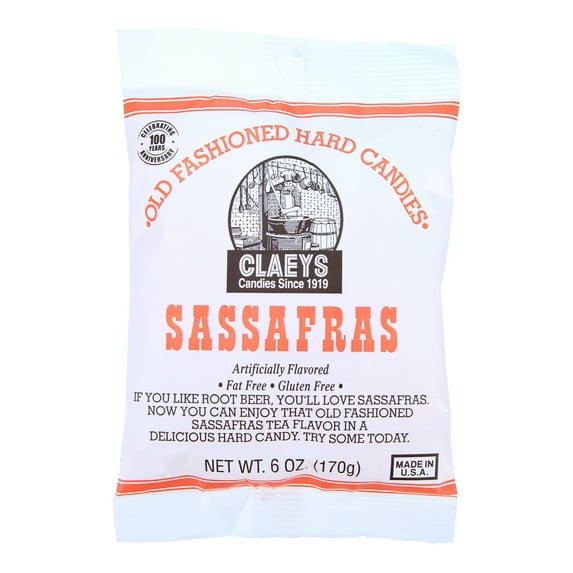 CELEBRATING
100
YEARS
ANNIVERSARY
•OLD FASHIONED HARD CANDIES•
CLAEYS
Candies Since 1919
SASSAFRAS
Artificially Flavored
• Fat Free • Gluten Free •
IF YOU LIKE ROOT BEER, YOU'LL LOVE SASSAFRAS.
NOW YOU CAN ENJOY THAT OLD FASHIONED
SASSAFRAS TEA FLAVOR IN A
DELICIOUS HARD CANDY. TRY SOME TODAY.
NET WT. 6 OZ. (170g)
MADE IN
U.S.A.